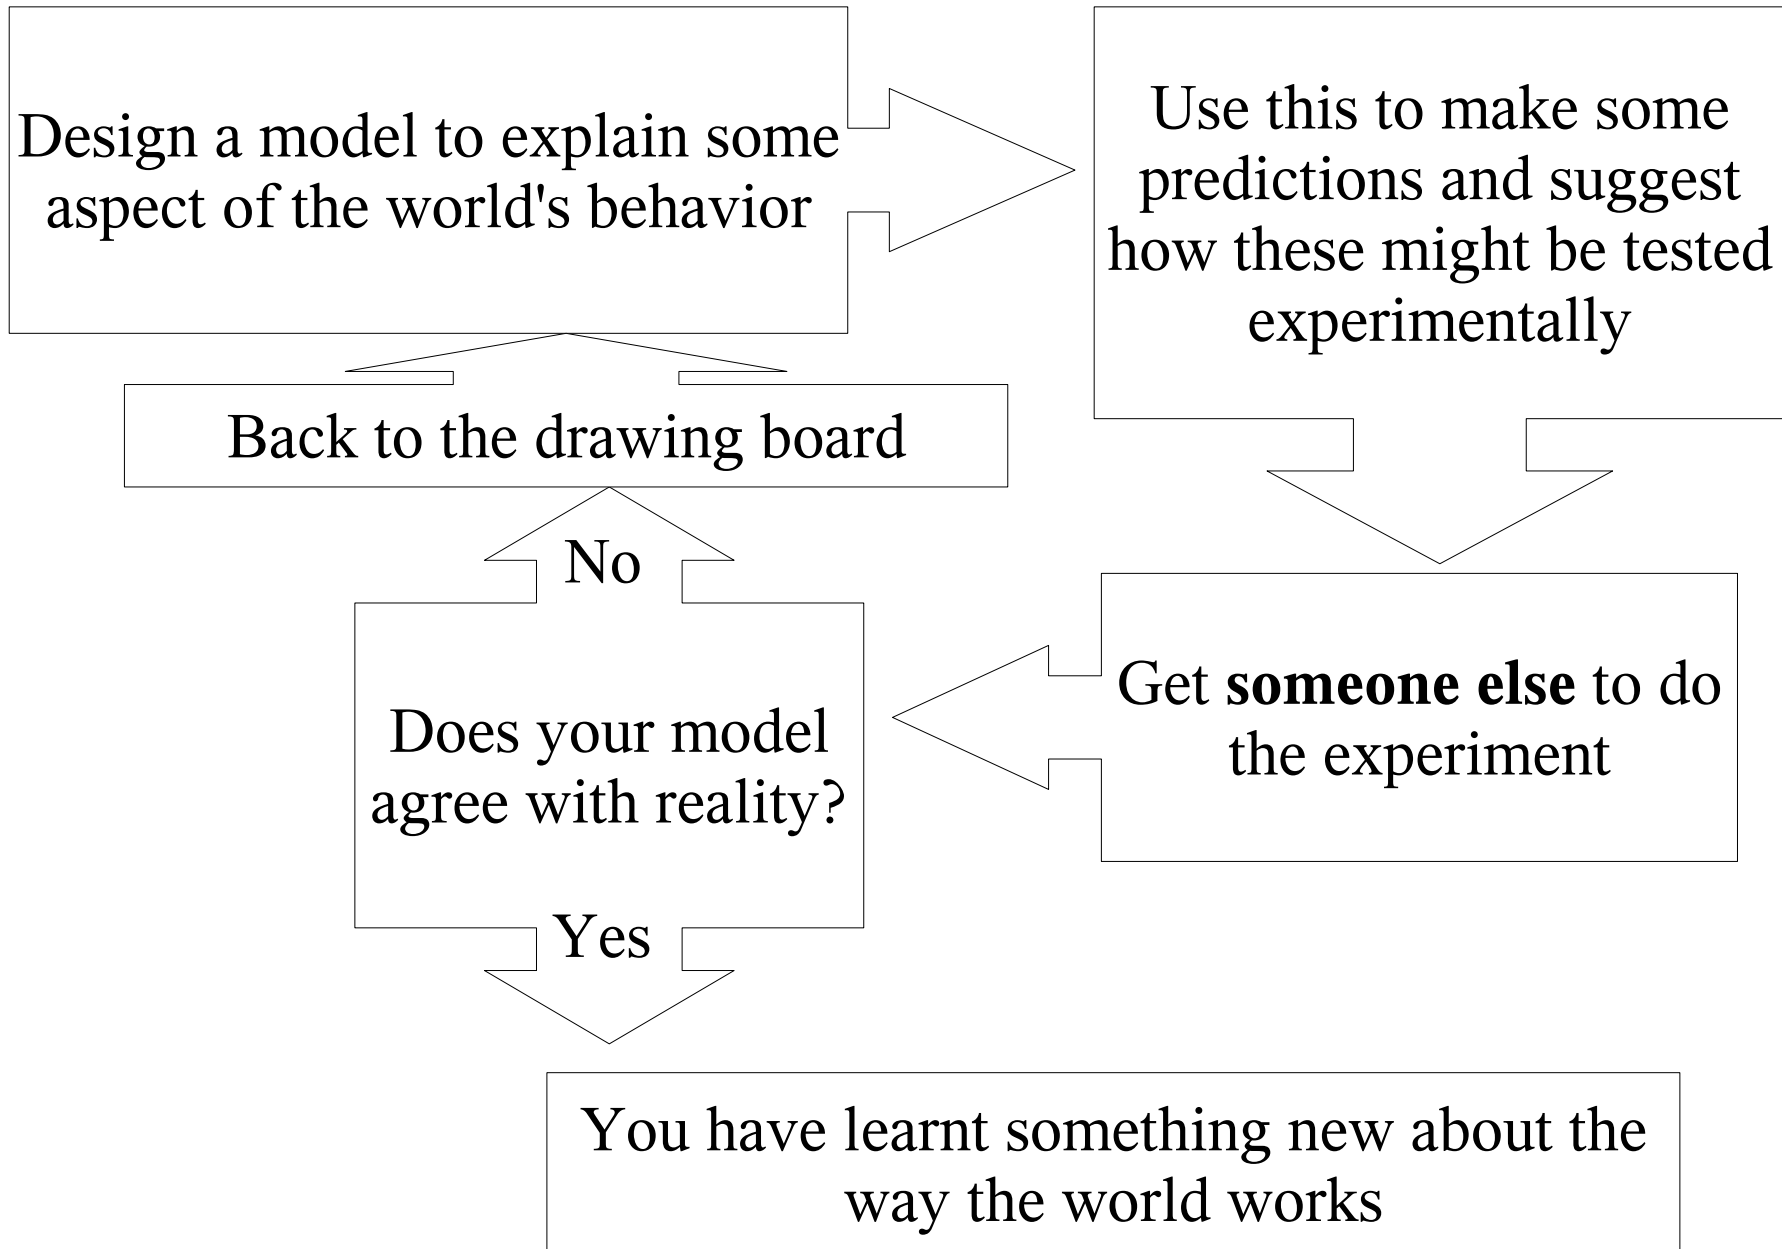 Design a model to explain some
aspect of the world's behavior
Use this to make some
predictions and suggest
how these might be tested
experimentally
Get someone else to do
the experiment
Does your model
agree with reality?
No
Back to the drawing board
Yes
You have learnt something new about the
way the world works